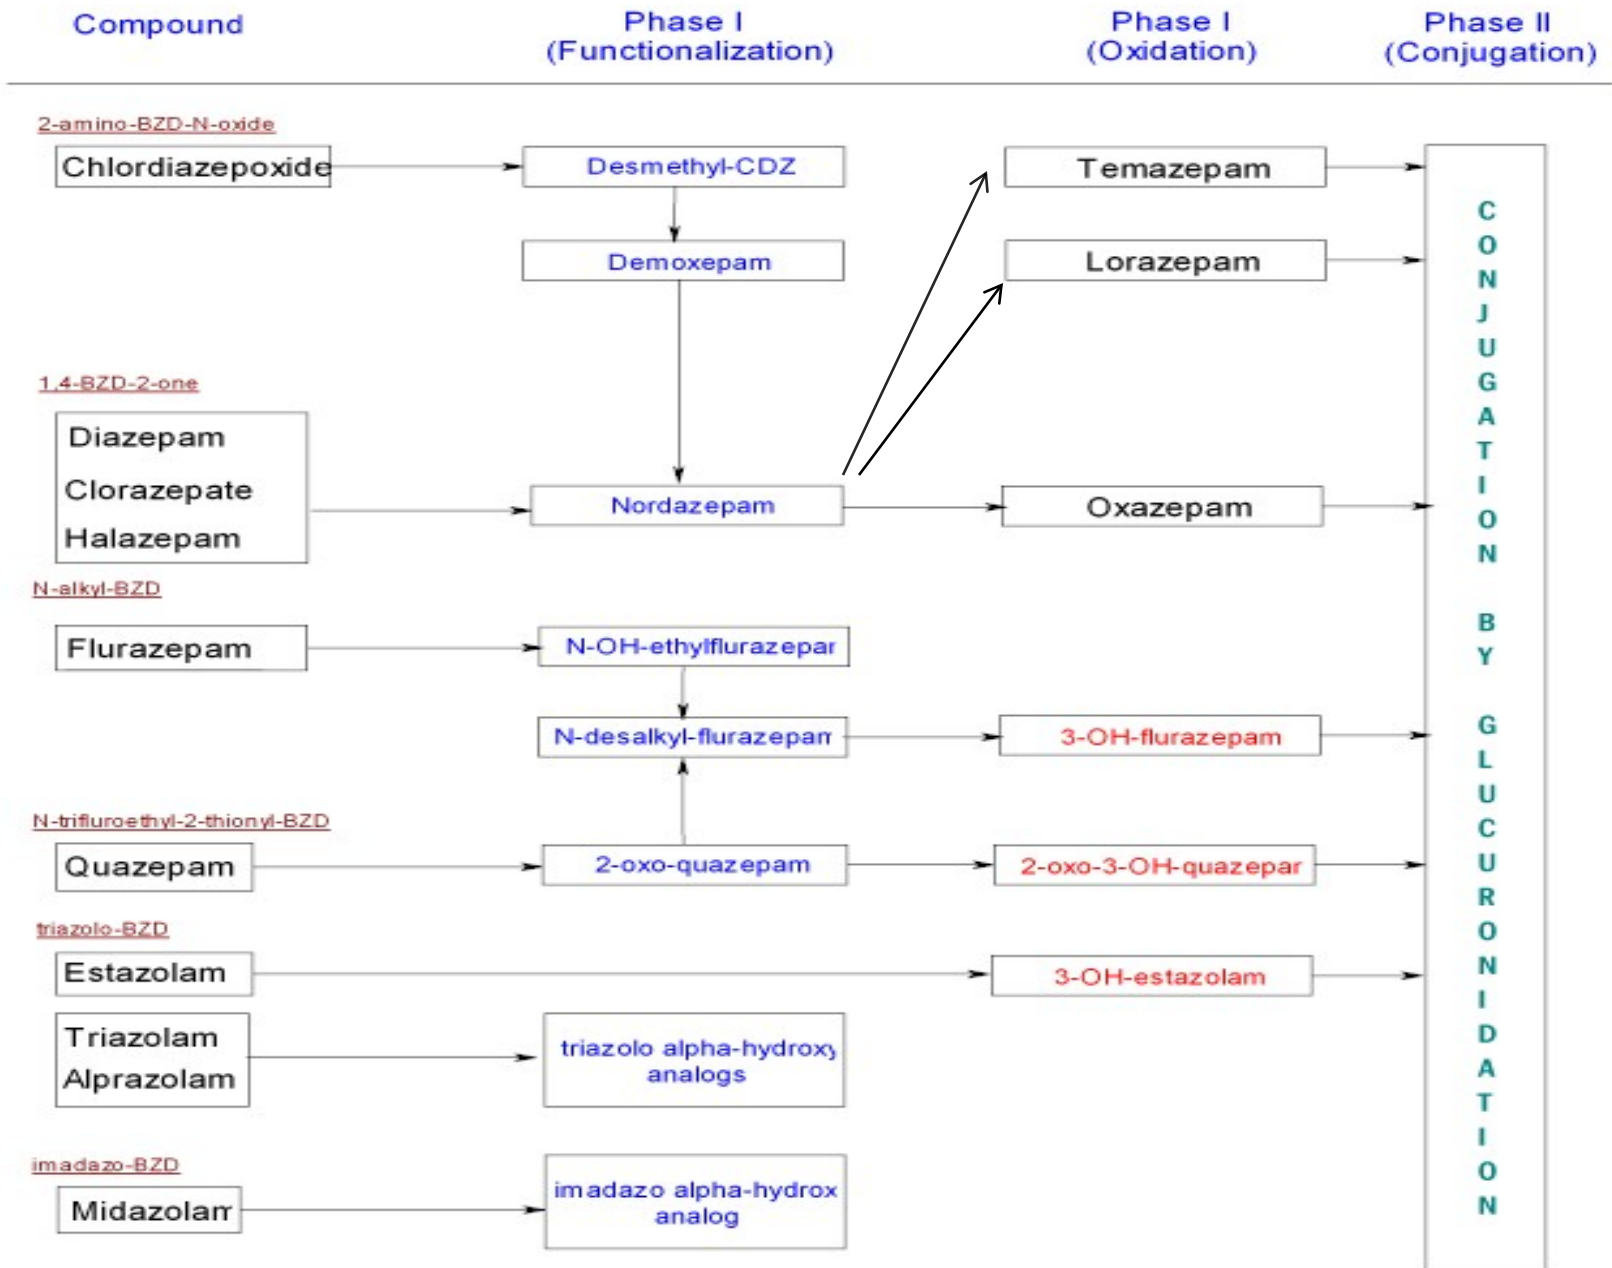 Compound
Phase I
(Functionalization)
Phase I
(Oxidation)
Phase II
(Conjugation)
2-amino-BZD-N-oxide
Chlordiazepoxide
Desmethyl-CDZ
Temazepam
Demoxepam
Lorazepam
1,4-BZD-2-one
Diazepam
Clorazepate
Halazepam
Nordazepam
Oxazepam
N-alkyl-BZD
Flurazepam
N-OH-ethylflurazepar
N-desalkyl-flurazepan
3-OH-flurazepam
N-trifluroethyl-2-thionyl-BZD
Quazepam
2-oxo-quazepam
2-oxo-3-OH-quazepar
triazolo-BZD
Estazolam
3-OH-estazolam
Triazolam
Alprazolam
triazolo alpha-hydroxy
analogs
imadazo-BZD
Midazolam
imadazo alpha-hydrox
analog
CONJUGATION BY GLUCURONIDATION